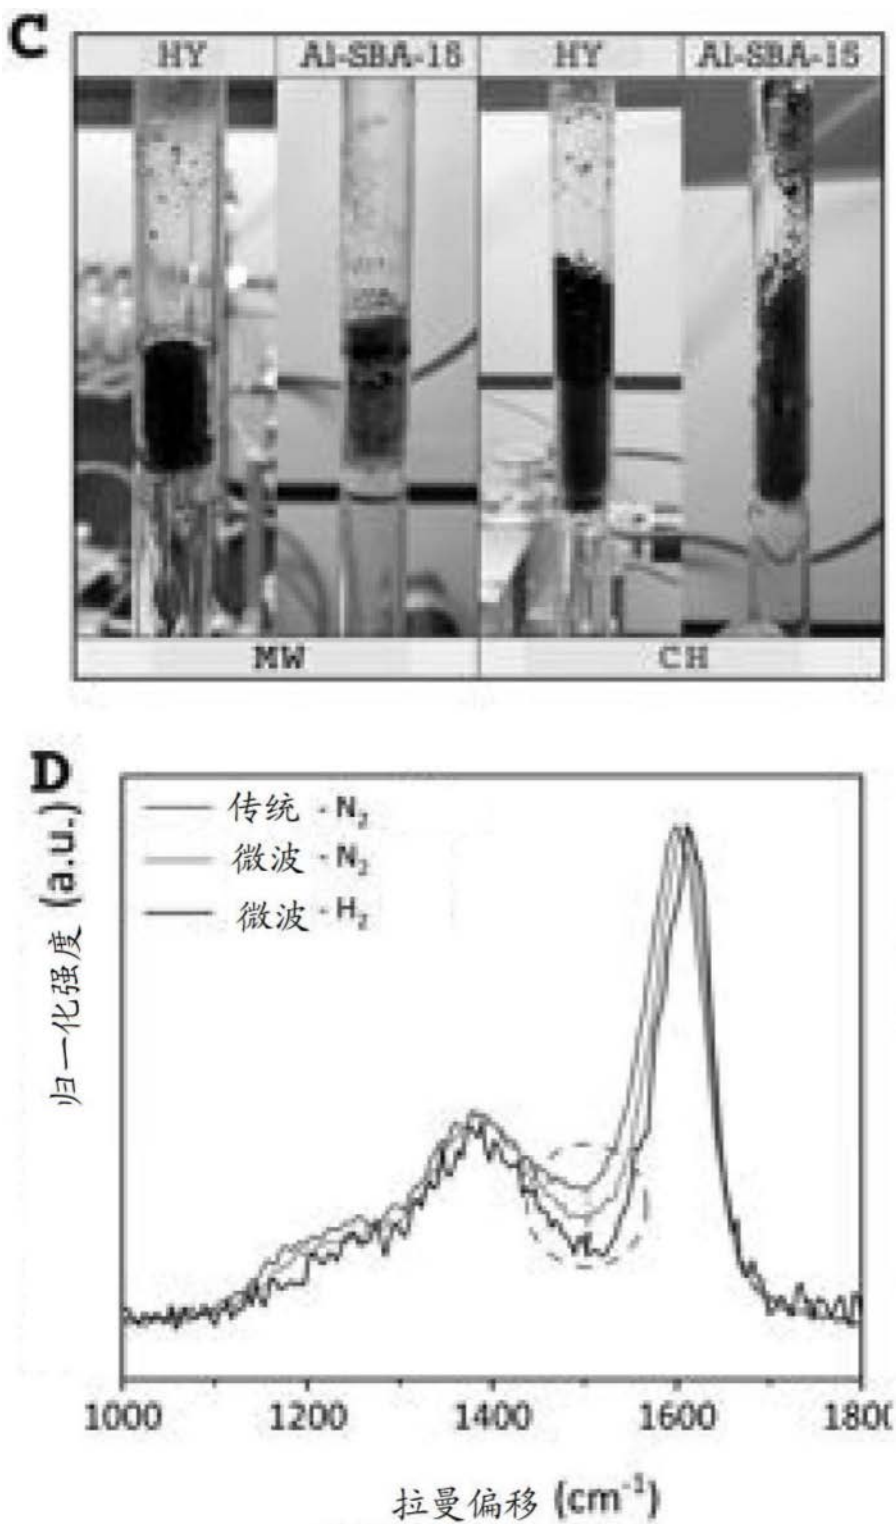 C
HY Al-SBA-15 HY Al-SBA-15
MW CH
D
传统 - N₂
微波 - N₂
微波 - H₂
归一化强度 (a.u.)
1000 1200 1400 1600 180
拉曼偏移 (cm⁻¹)